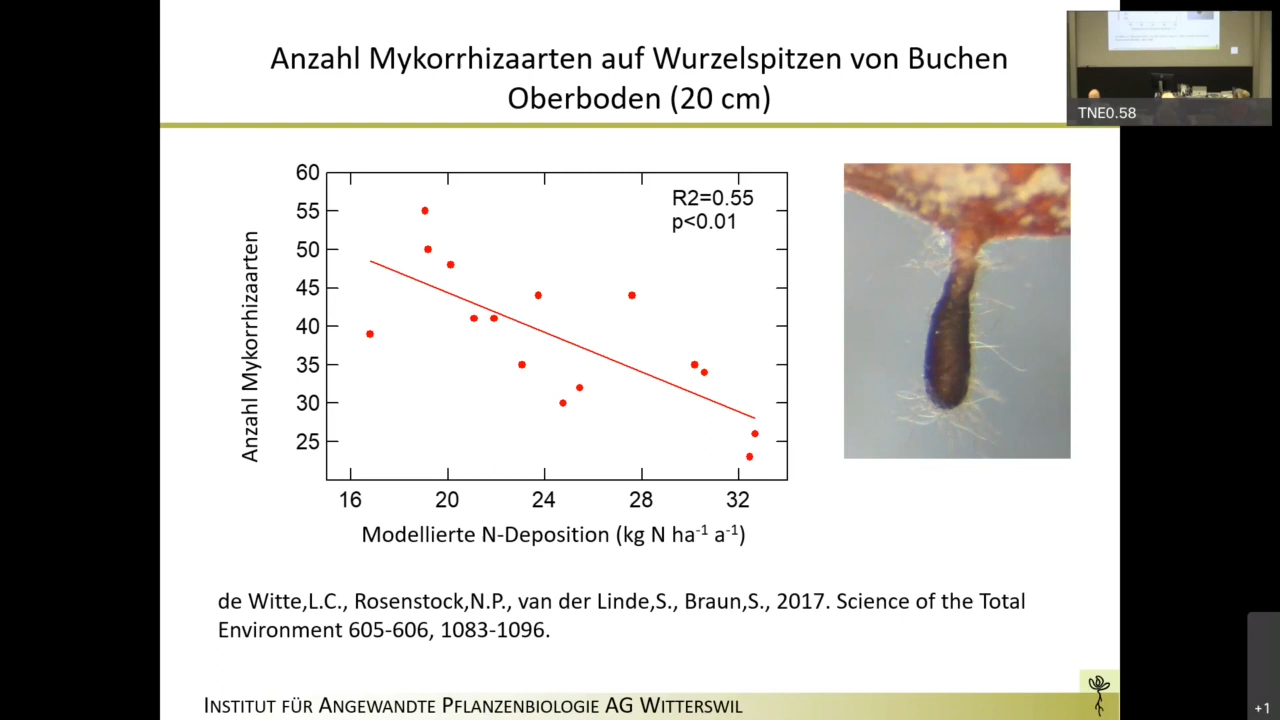 Anzahl Mykorrhizaarten auf Wurzelspitzen von Buchen
Oberboden (20 cm)
TNE0.58
60
55
50
45
40
35
30
25
Anzahl Mykorrhizaarten
R2=0.55
p<0.01
16 20 24 28 32
Modellierte N-Deposition (kg N ha⁻¹ a⁻¹)
de Witte,L.C., Rosenstock,N.P., van der Linde,S., Braun,S., 2017. Science of the Total
Environment 605-606, 1083-1096.
INSTITUT FÜR ANGEWANDTE PFLANZENBIOLOGIE AG WITTERSWIL
+1